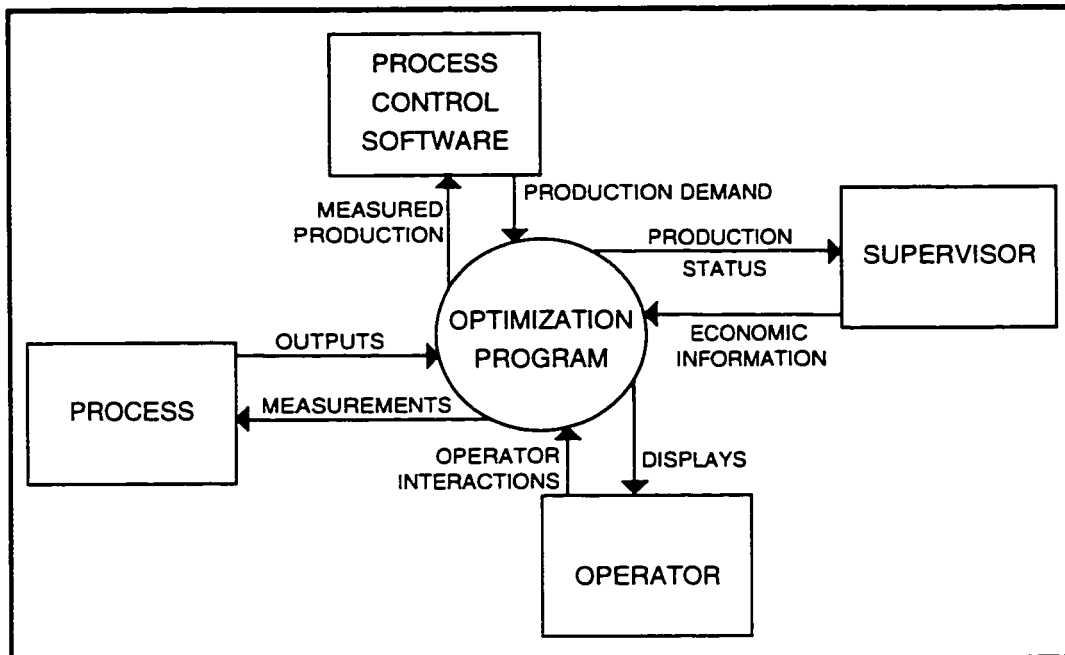 PROCESS
CONTROL
SOFTWARE
MEASURED
PRODUCTION
PRODUCTION DEMAND
PRODUCTION
STATUS
SUPERVISOR
OPTIMIZATION
PROGRAM
ECONOMIC
INFORMATION
OUTPUTS
PROCESS
MEASUREMENTS
OPERATOR
INTERACTIONS
DISPLAYS
OPERATOR